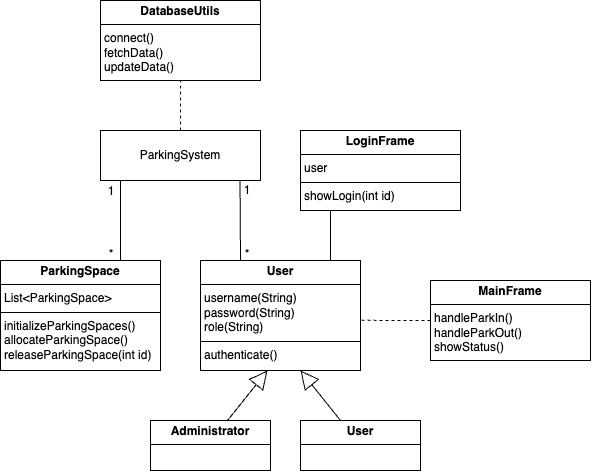 DatabaseUtils
connect()
fetchData()
updateData()
ParkingSystem
1
1
*
*
LoginFrame
user
showLogin(int id)
ParkingSpace
List<ParkingSpace>
initializeParkingSpaces()
allocateParkingSpace()
releaseParkingSpace(int id)
User
username(String)
password(String)
role(String)
authenticate()
MainFrame
handleParkIn()
handleParkOut()
showStatus()
Administrator
User